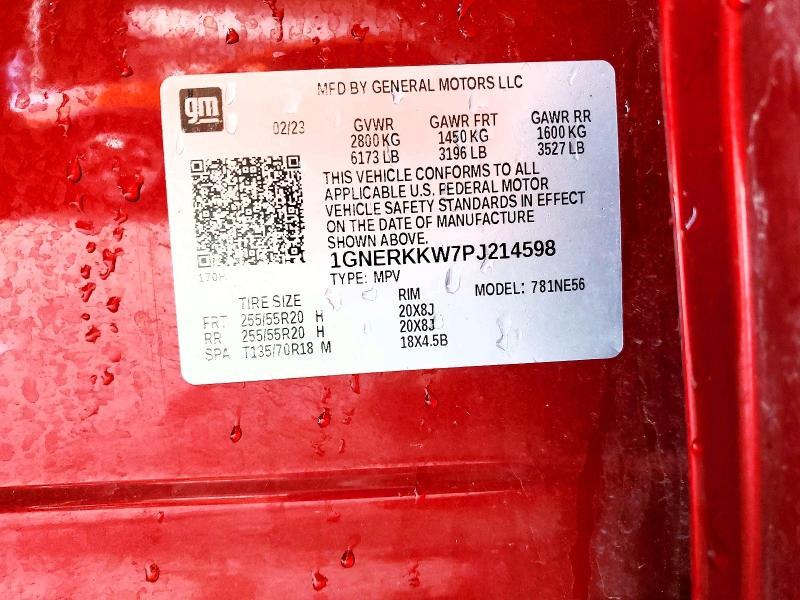 gm
MFD BY GENERAL MOTORS LLC
02/23 GVWR GAWR FRT GAWR RR
2800 KG 1450 KG 1600 KG
6173 LB 3196 LB 3527 LB
THIS VEHICLE CONFORMS TO ALL
APPLICABLE U.S. FEDERAL MOTOR
VEHICLE SAFETY STANDARDS IN EFFECT
ON THE DATE OF MANUFACTURE
SHOWN ABOVE.
1GNERKKW7PJ214598
TYPE: MPV
MODEL: 781NE56
TIRE SIZE RIM
FRT 255/55R20 H 20X8J
RR 255/55R20 H 20X8J
SPA T135/70R18 M 18X4.5B